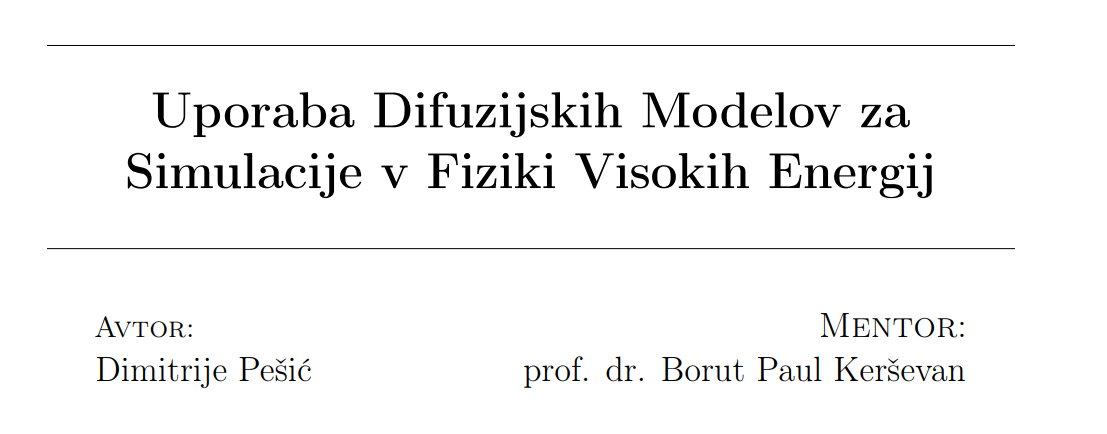 Uporaba Difuzijskih Modelov za
Simulacije v Fiziki Visokih Energij
Avtor:
Dimitrije Pešić
Mentor:
prof. dr. Borut Paul Kerševan